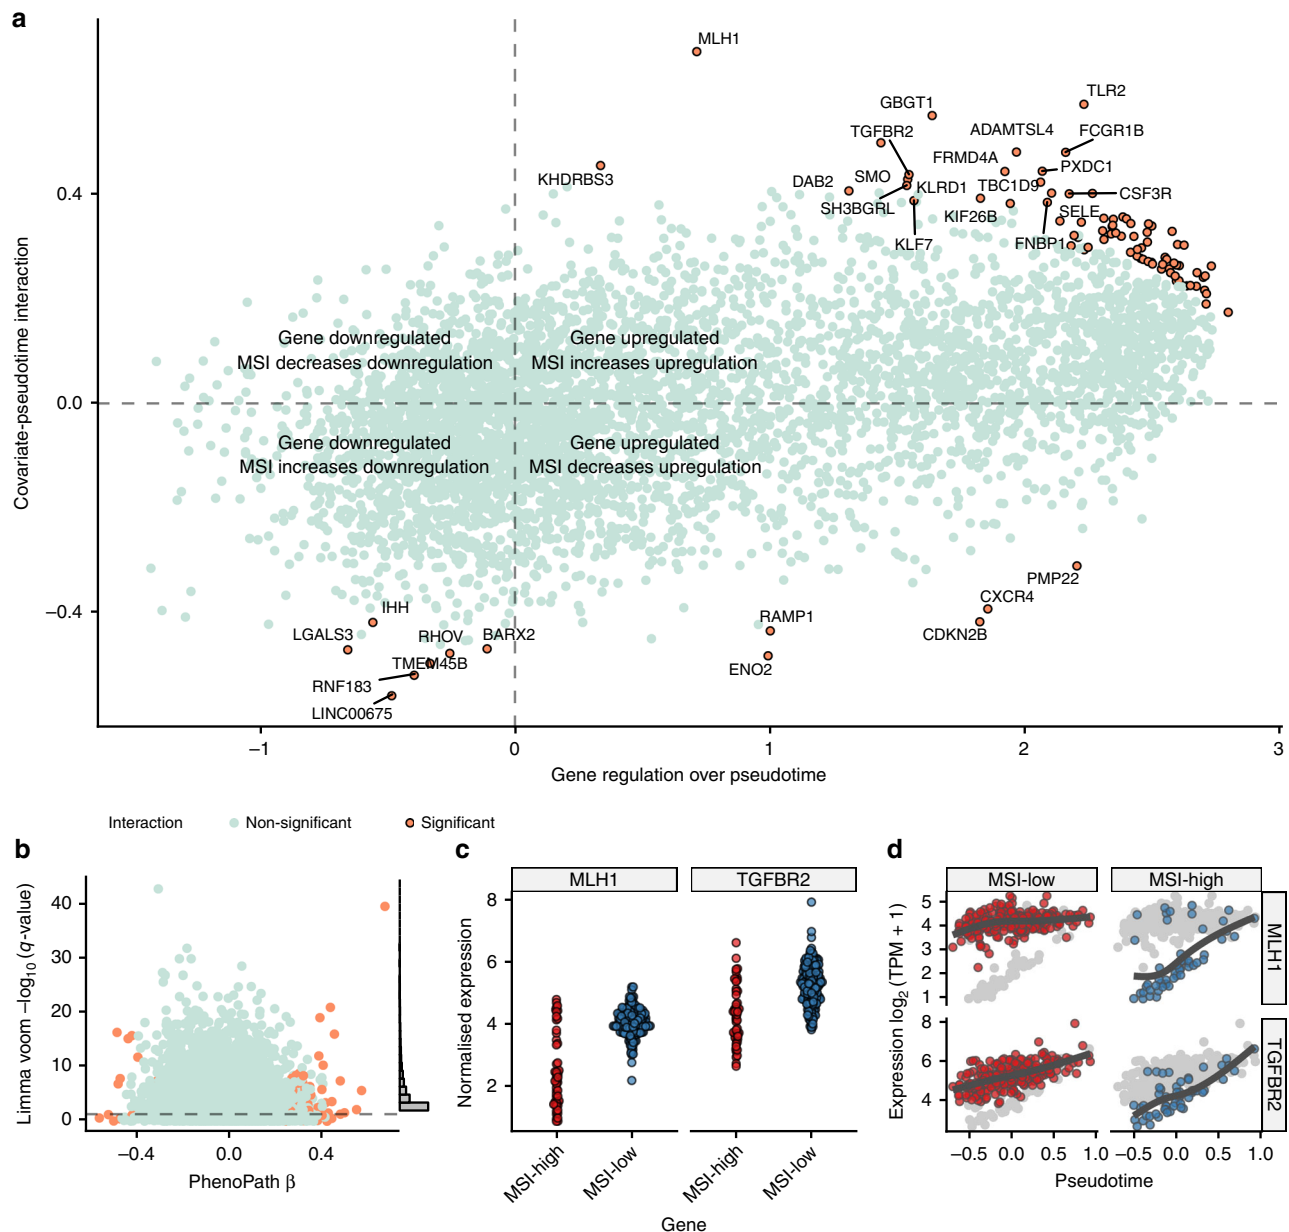 a
Covariate-pseudotime interaction
0.4
0.0
−0.4
MLH1
TLR2
GBGT1
TGFBR2
ADAMTSL4
FCGR1B
FRMD4A
PXDC1
KHDRBS3
DAB2
SMO
KLRD1
TBC1D9
CSF3R
SH3BGRL
KIF26B
SELE
KLF7
FNBP1
Gene downregulated
MSI decreases downregulation
Gene upregulated
MSI increases upregulation
Gene downregulated
MSI increases downregulation
Gene upregulated
MSI decreases upregulation
PMP22
CXCR4
CDKN2B
RAMP1
ENO2
IHH
LGALS3
RHOV
BARX2
TMEM45B
RNF183
LINC00675
−1
0
1
2
3
Gene regulation over pseudotime
Interaction
Non-significant
Significant
b
Limma voom −log10 (q-value)
40
30
20
10
0
−0.4
0.0
0.4
PhenoPath β
c
MLH1
TGFBR2
Normalised expression
8
6
4
2
MSI-high
MSI-low
MSI-high
MSI-low
Gene
d
MSI-low
MSI-high
Expression log2 (TPM + 1)
5
4
3
2
1
MLH1
8
6
4
TGFBR2
−0.5
0.0
0.5
1.0
−0.5
0.0
0.5
1.0
Pseudotime